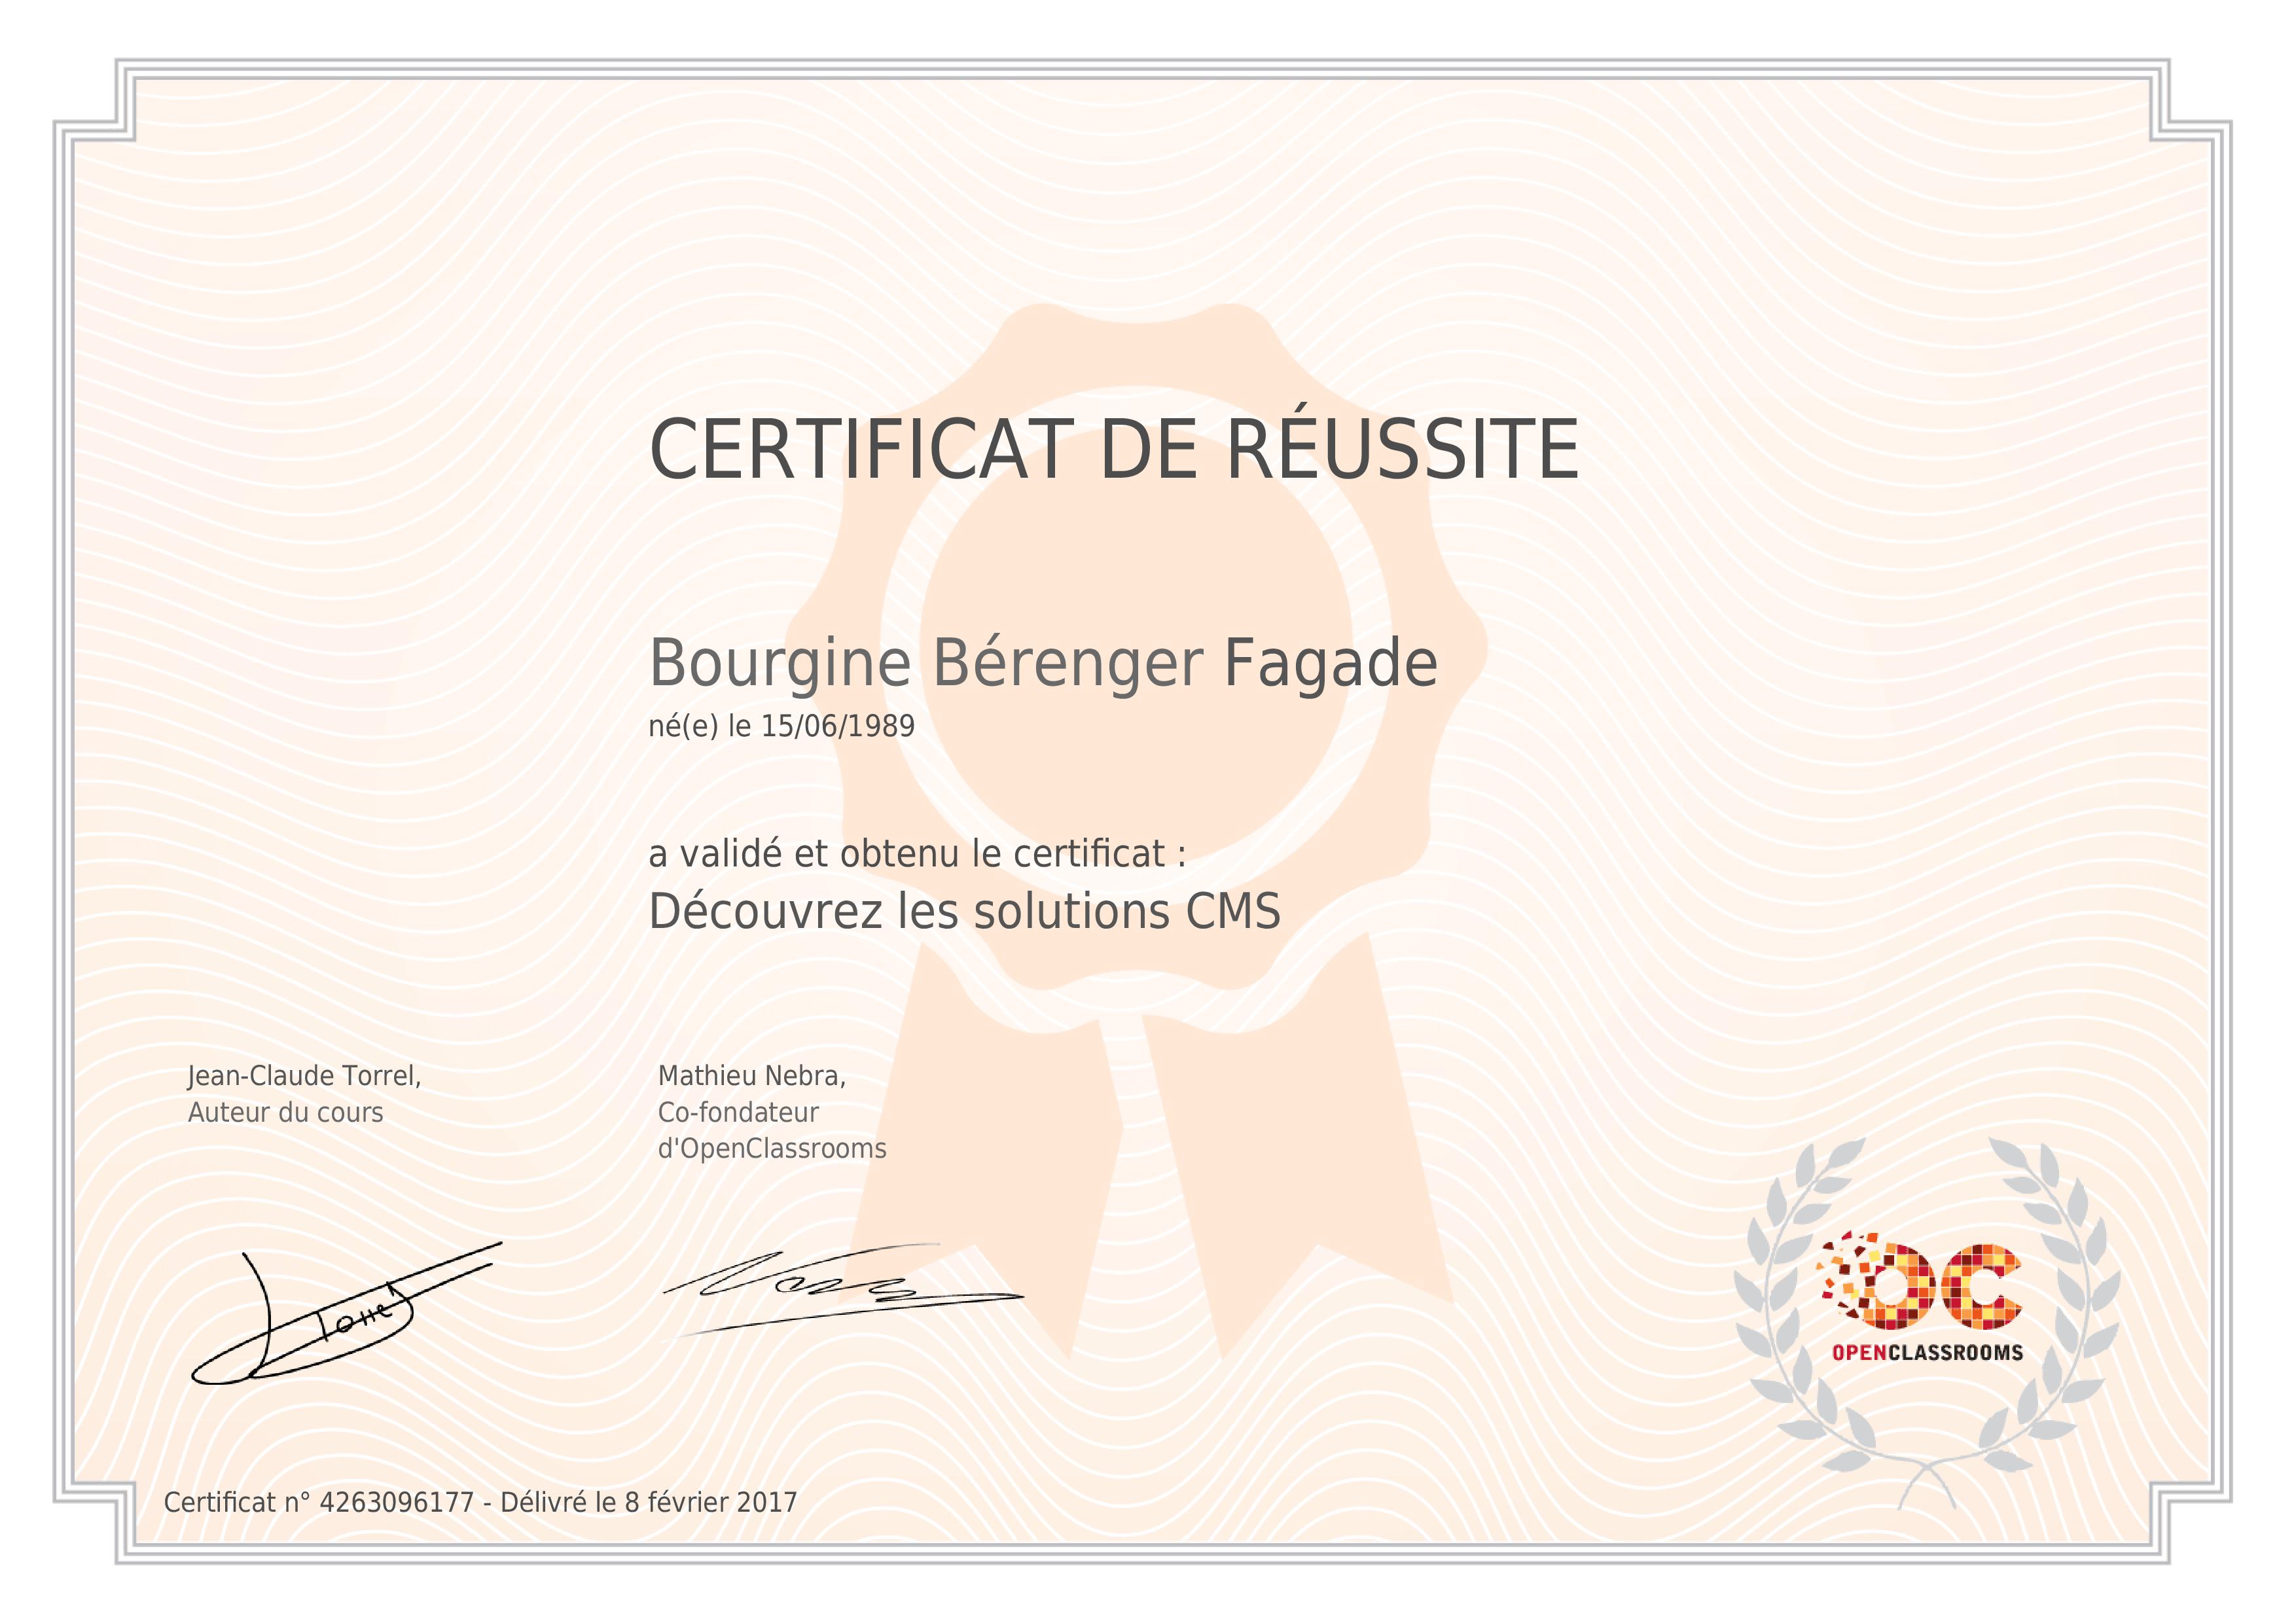 CERTIFICAT DE RÉUSSITE
Bourgine Bérenger Fagade
né(e) le 15/06/1989
a validé et obtenu le certificat :
Découvrez les solutions CMS
Jean-Claude Torrel,
Auteur du cours
Mathieu Nebra,
Co-fondateur
d'OpenClassrooms
Torrel
OPENCLASSROOMS
Certificat n° 4263096177 - Délivré le 8 février 2017